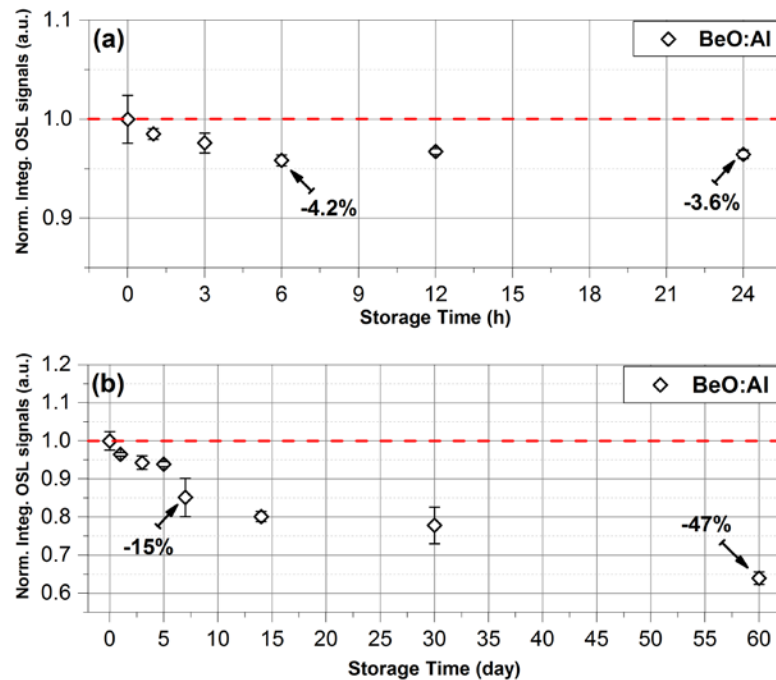 (a)
BeO:Al
Norm. Integ. OSL signals (a.u.)
1.1
1.0
0.9
-4.2%
-3.6%
0 3 6 9 12 15 18 21 24
Storage Time (h)
(b)
BeO:Al
Norm. Integ. OSL signals (a.u.)
1.2
1.1
1.0
0.9
0.8
0.7
0.6
-15%
-47%
0 5 10 15 20 25 30 35 40 45 50 55 60
Storage Time (day)